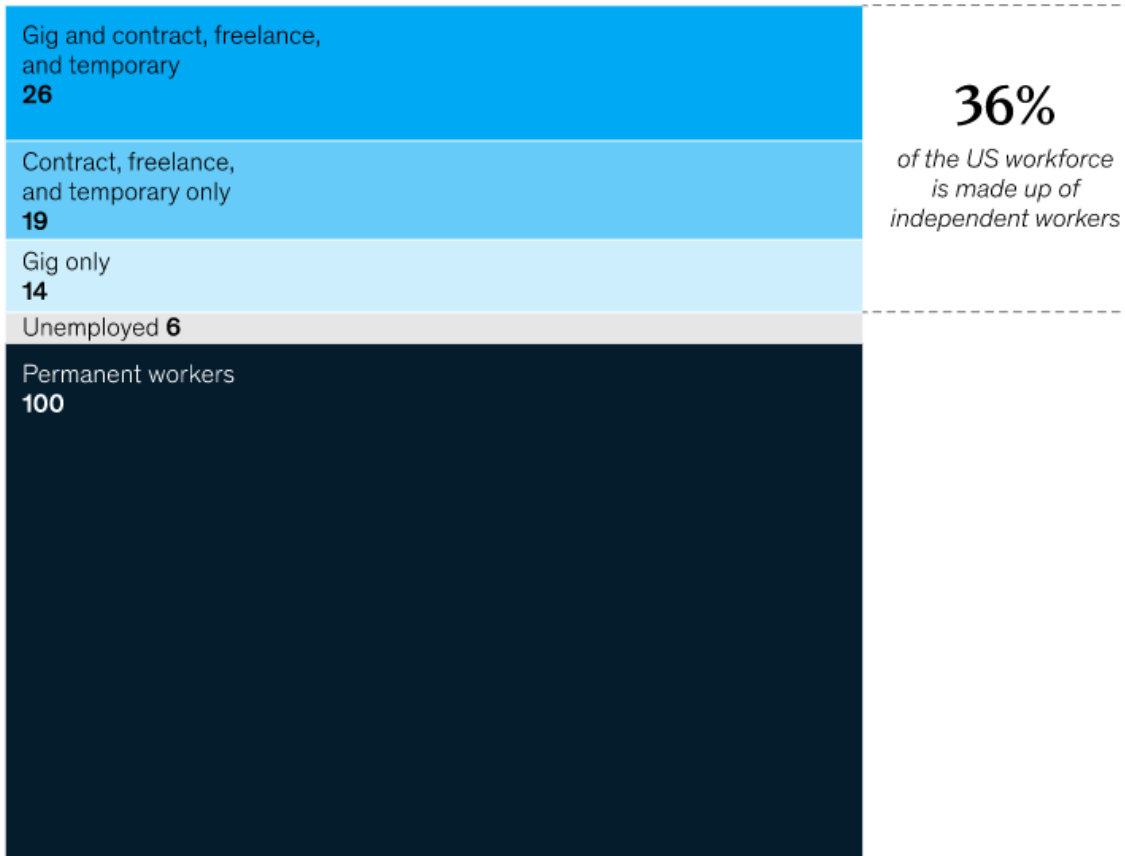 Gig and contract, freelance,
and temporary
26
36%
of the US workforce
is made up of
independent workers
Contract, freelance,
and temporary only
19
Gig only
14
Unemployed 6
Permanent workers
100